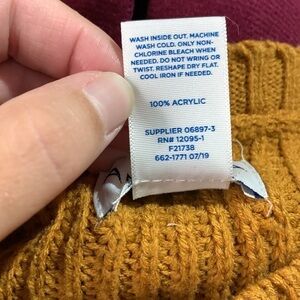 WASH INSIDE OUT. MACHINE
WASH COLD. ONLY NON-
CHLORINE BLEACH WHEN
NEEDED. DO NOT WRING OR
TWIST. RESHAPE DRY FLAT.
COOL IRON IF NEEDED.
100% ACRYLIC
SUPPLIER 06897-3
RN# 12095-1
F21738
662-1771 07/19